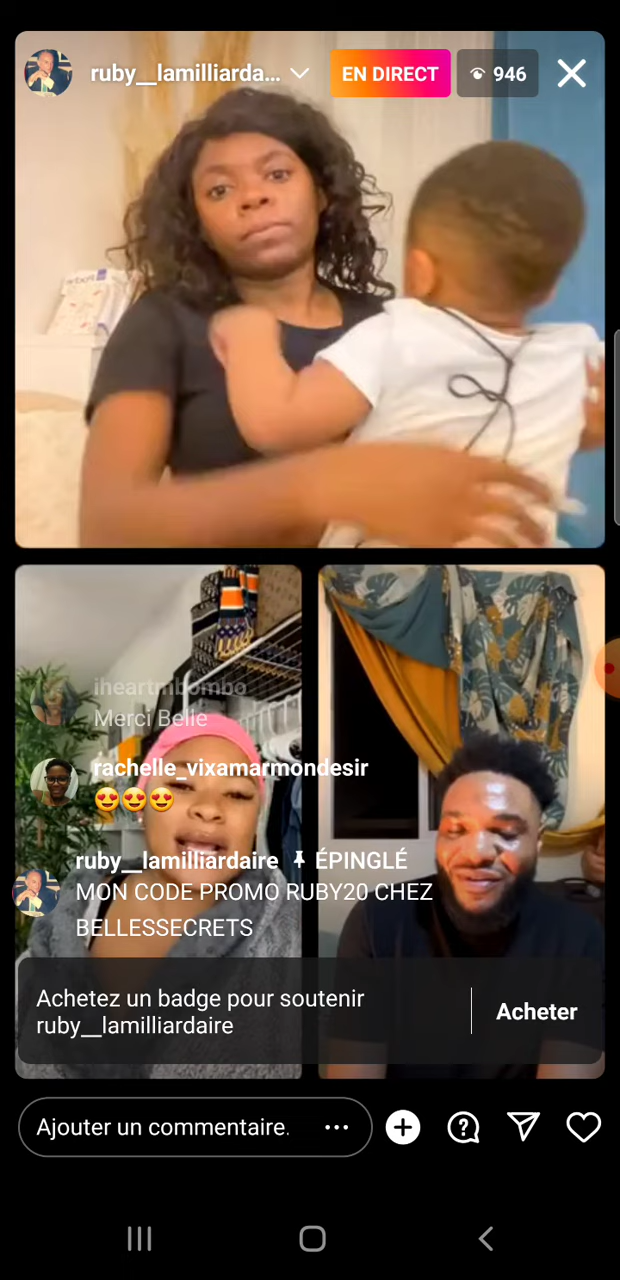 ruby__lamilliarda...
EN DIRECT
946
iheartmbombo
Merci Belle
rachelle_vixamarmondesir
😍😍😍
ruby__lamilliardaire ÉPINGLÉ
MON CODE PROMO RUBY20 CHEZ
BELLESSECRETS
Achetez un badge pour soutenir
ruby__lamilliardaire
Acheter
Ajouter un commentaire.